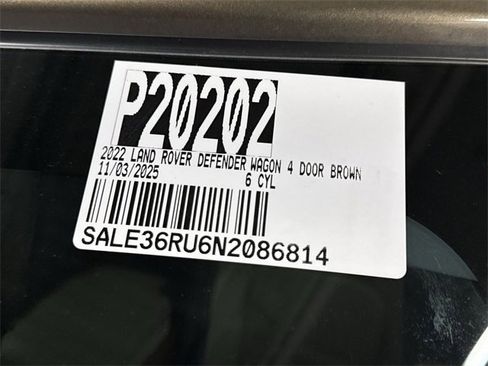 P20202
2022 LAND ROVER DEFENDER WAGON 4 DOOR BROWN
11/03/2025 6 CYL
SALE36RU6N2086814